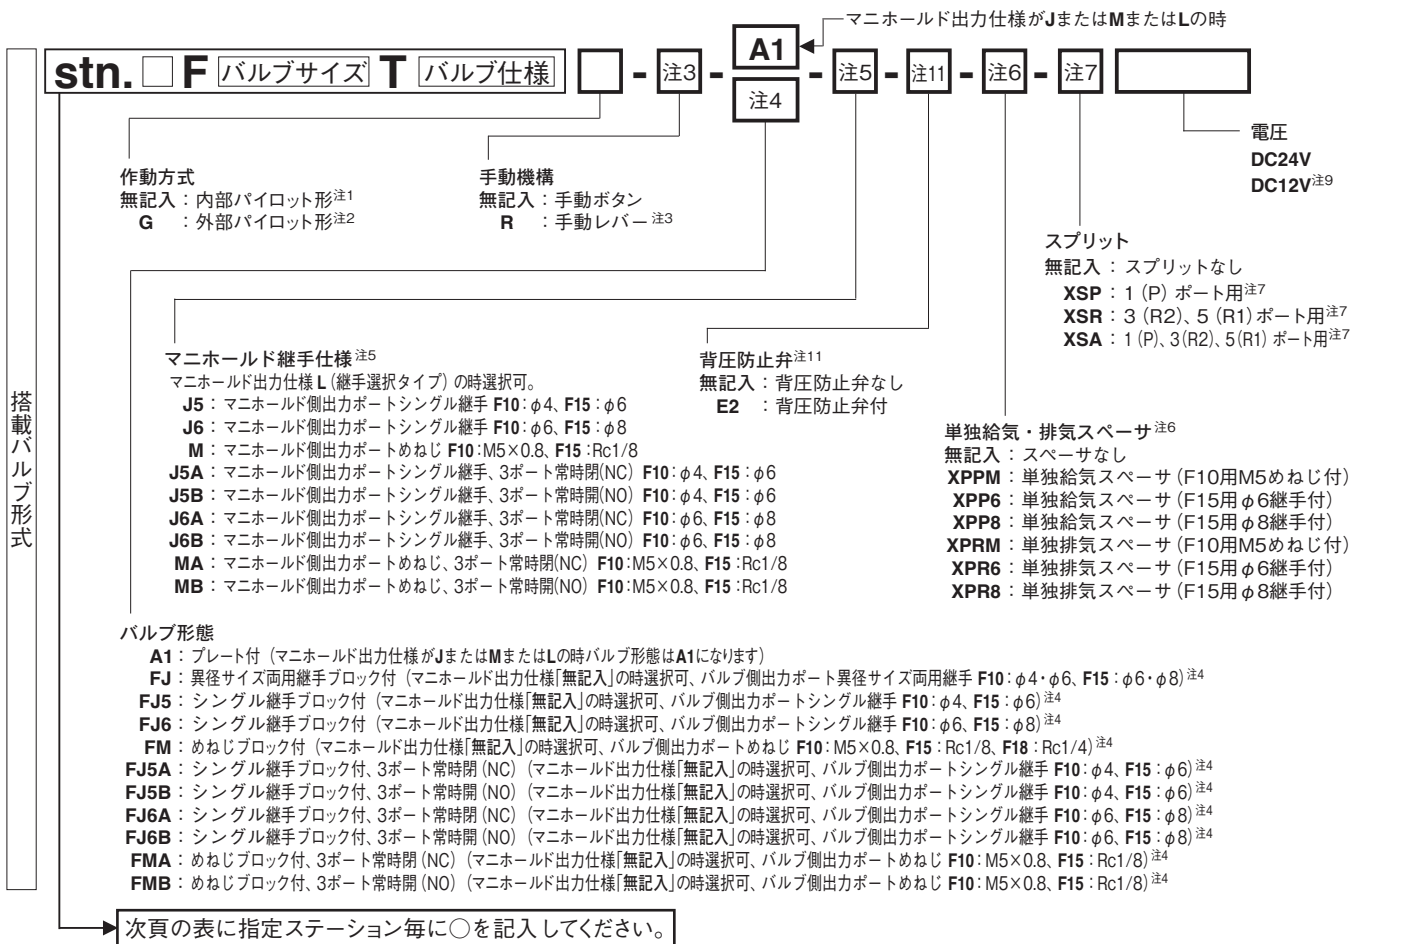 マニホールド出力仕様がJまたはMまたはLの時
stn. □ F バルブサイズ T バルブ仕様 □ - 注3 - A1 注4 - 注5 - 注11 - 注6 - 注7
搭載バルブ形式
電圧
DC24V
DC12V注9
作動方式
無記入：内部パイロット形注1
G ：外部パイロット形注2
手動機構
無記入：手動ボタン
R ：手動レバー注3
スプリット
無記入：スプリットなし
XSP：1（P）ポート用注7
XSR：3（R2）、5（R1）ポート用注7
XSA：1（P）、3（R2）、5（R1）ポート用注7
マニホールド継手仕様注5
マニホールド出力仕様 L（継手選択タイプ）の時選択可。
J5：マニホールド側出力ポートシングル継手 F10：φ4、F15：φ6
J6：マニホールド側出力ポートシングル継手 F10：φ6、F15：φ8
M：マニホールド側出力ポートめねじ F10：M5×0.8、F15：Rc1/8
J5A：マニホールド側出力ポートシングル継手、3ポート常時閉(NC) F10：φ4、F15：φ6
J5B：マニホールド側出力ポートシングル継手、3ポート常時開(NO) F10：φ4、F15：φ6
J6A：マニホールド側出力ポートシングル継手、3ポート常時閉(NC) F10：φ6、F15：φ8
J6B：マニホールド側出力ポートシングル継手、3ポート常時開(NO) F10：φ6、F15：φ8
MA：マニホールド側出力ポートめねじ、3ポート常時閉(NC) F10：M5×0.8、F15：Rc1/8
MB：マニホールド側出力ポートめねじ、3ポート常時開(NO) F10：M5×0.8、F15：Rc1/8
背圧防止弁注11
無記入：背圧防止弁なし
E2 ：背圧防止弁付
単独給気・排気スペーサ注6
無記入：スペーサなし
XPPM：単独給気スペーサ（F10用M5めねじ付）
XPP6：単独給気スペーサ（F15用φ6継手付）
XPP8：単独給気スペーサ（F15用φ8継手付）
XPRM：単独排気スペーサ（F10用M5めねじ付）
XPR6：単独排気スペーサ（F15用φ6継手付）
XPR8：単独排気スペーサ（F15用φ8継手付）
バルブ形態
A1：プレート付（マニホールド出力仕様がJまたはMまたはLの時バルブ形態はA1になります）
FJ：異径サイズ両用継手ブロック付（マニホールド出力仕様「無記入」の時選択可、バルブ側出力ポート異径サイズ両用継手 F10：φ4・φ6、F15：φ6・φ8）注4
FJ5：シングル継手ブロック付（マニホールド出力仕様「無記入」の時選択可、バルブ側出力ポートシングル継手 F10：φ4、F15：φ6）注4
FJ6：シングル継手ブロック付（マニホールド出力仕様「無記入」の時選択可、バルブ側出力ポートシングル継手 F10：φ6、F15：φ8）注4
FM：めねじブロック付（マニホールド出力仕様「無記入」の時選択可、バルブ側出力ポートめねじ F10：M5×0.8、F15：Rc1/8、F18：Rc1/4）注4
FJ5A：シングル継手ブロック付、3ポート常時閉（NC）（マニホールド出力仕様「無記入」の時選択可、バルブ側出力ポートシングル継手 F10：φ4、F15：φ6）注4
FJ5B：シングル継手ブロック付、3ポート常時開（NO）（マニホールド出力仕様「無記入」の時選択可、バルブ側出力ポートシングル継手 F10：φ4、F15：φ6）注4
FJ6A：シングル継手ブロック付、3ポート常時閉（NC）（マニホールド出力仕様「無記入」の時選択可、バルブ側出力ポートシングル継手 F10：φ6、F15：φ8）注4
FJ6B：シングル継手ブロック付、3ポート常時開（NO）（マニホールド出力仕様「無記入」の時選択可、バルブ側出力ポートシングル継手 F10：φ6、F15：φ8）注4
FMA：めねじブロック付、3ポート常時閉（NC）（マニホールド出力仕様「無記入」の時選択可、バルブ側出力ポートめねじ F10：M5×0.8、F15：Rc1/8）注4
FMB：めねじブロック付、3ポート常時開（NO）（マニホールド出力仕様「無記入」の時選択可、バルブ側出力ポートめねじ F10：M5×0.8、F15：Rc1/8）注4
次頁の表に指定ステーション毎に○を記入してください。